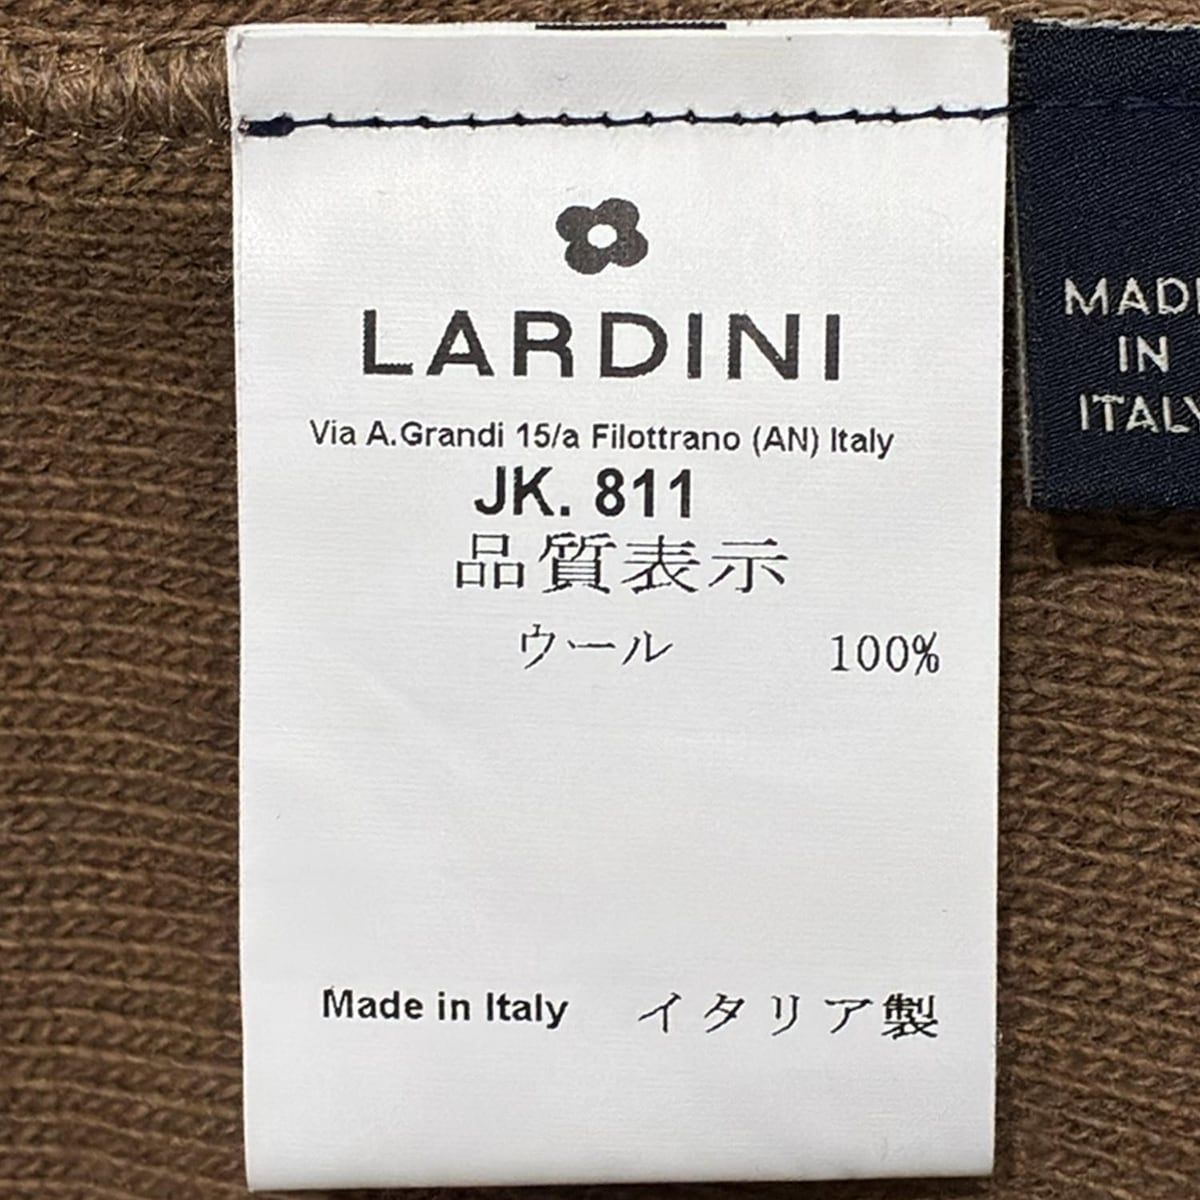 LARDINI
Via A.Grandi 15/a Filottrano (AN) Italy
JK. 811
品質表示
ウール 100%
Made in Italy イタリア製
MADE
IN
ITALY